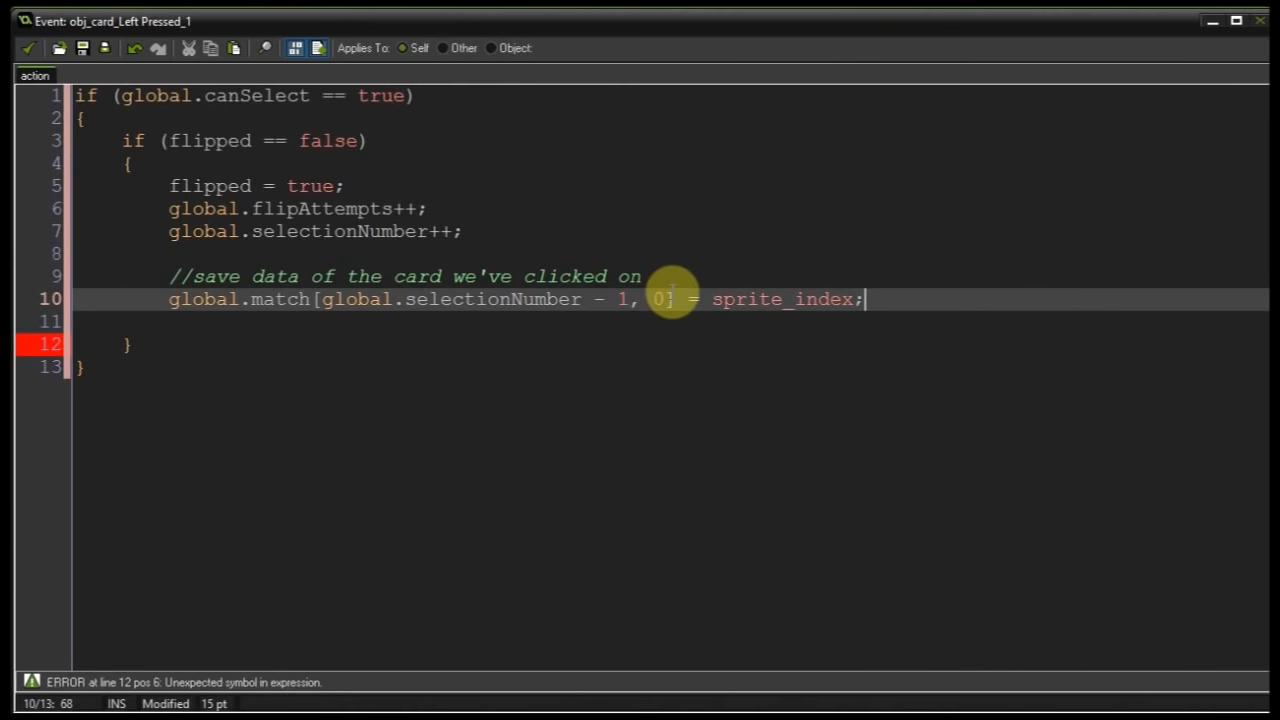 Event: obj_card_Left Pressed_1
Applies To: Self Other Object:
action
1 if (global.canSelect == true)
2 {
3 if (flipped == false)
4 {
5 flipped = true;
6 global.flipAttempts++;
7 global.selectionNumber++;
8
9 //save data of the card we've clicked on
10 global.match[global.selectionNumber - 1, 0] = sprite_index;
11
12 }
13 }
ERROR at line 12 pos 6: Unexpected symbol in expression.
10/13: 68 INS Modified 15 pt